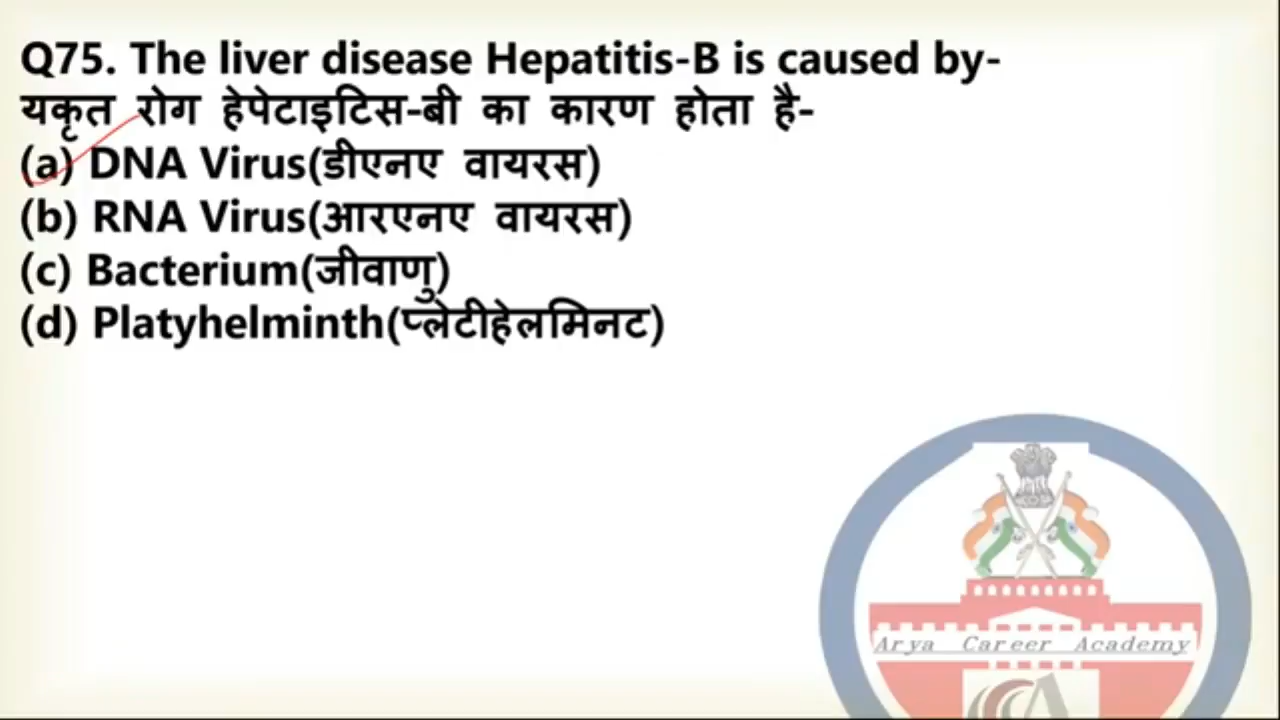 Q75. The liver disease Hepatitis-B is caused by-
यकृत रोग हेपेटाइटिस-बी का कारण होता है-
(a) DNA Virus(डीएनए वायरस)
(b) RNA Virus(आरएनए वायरस)
(c) Bacterium(जीवाणु)
(d) Platyhelminth(प्लेटीहेलमिनट)
Arya Career Academy